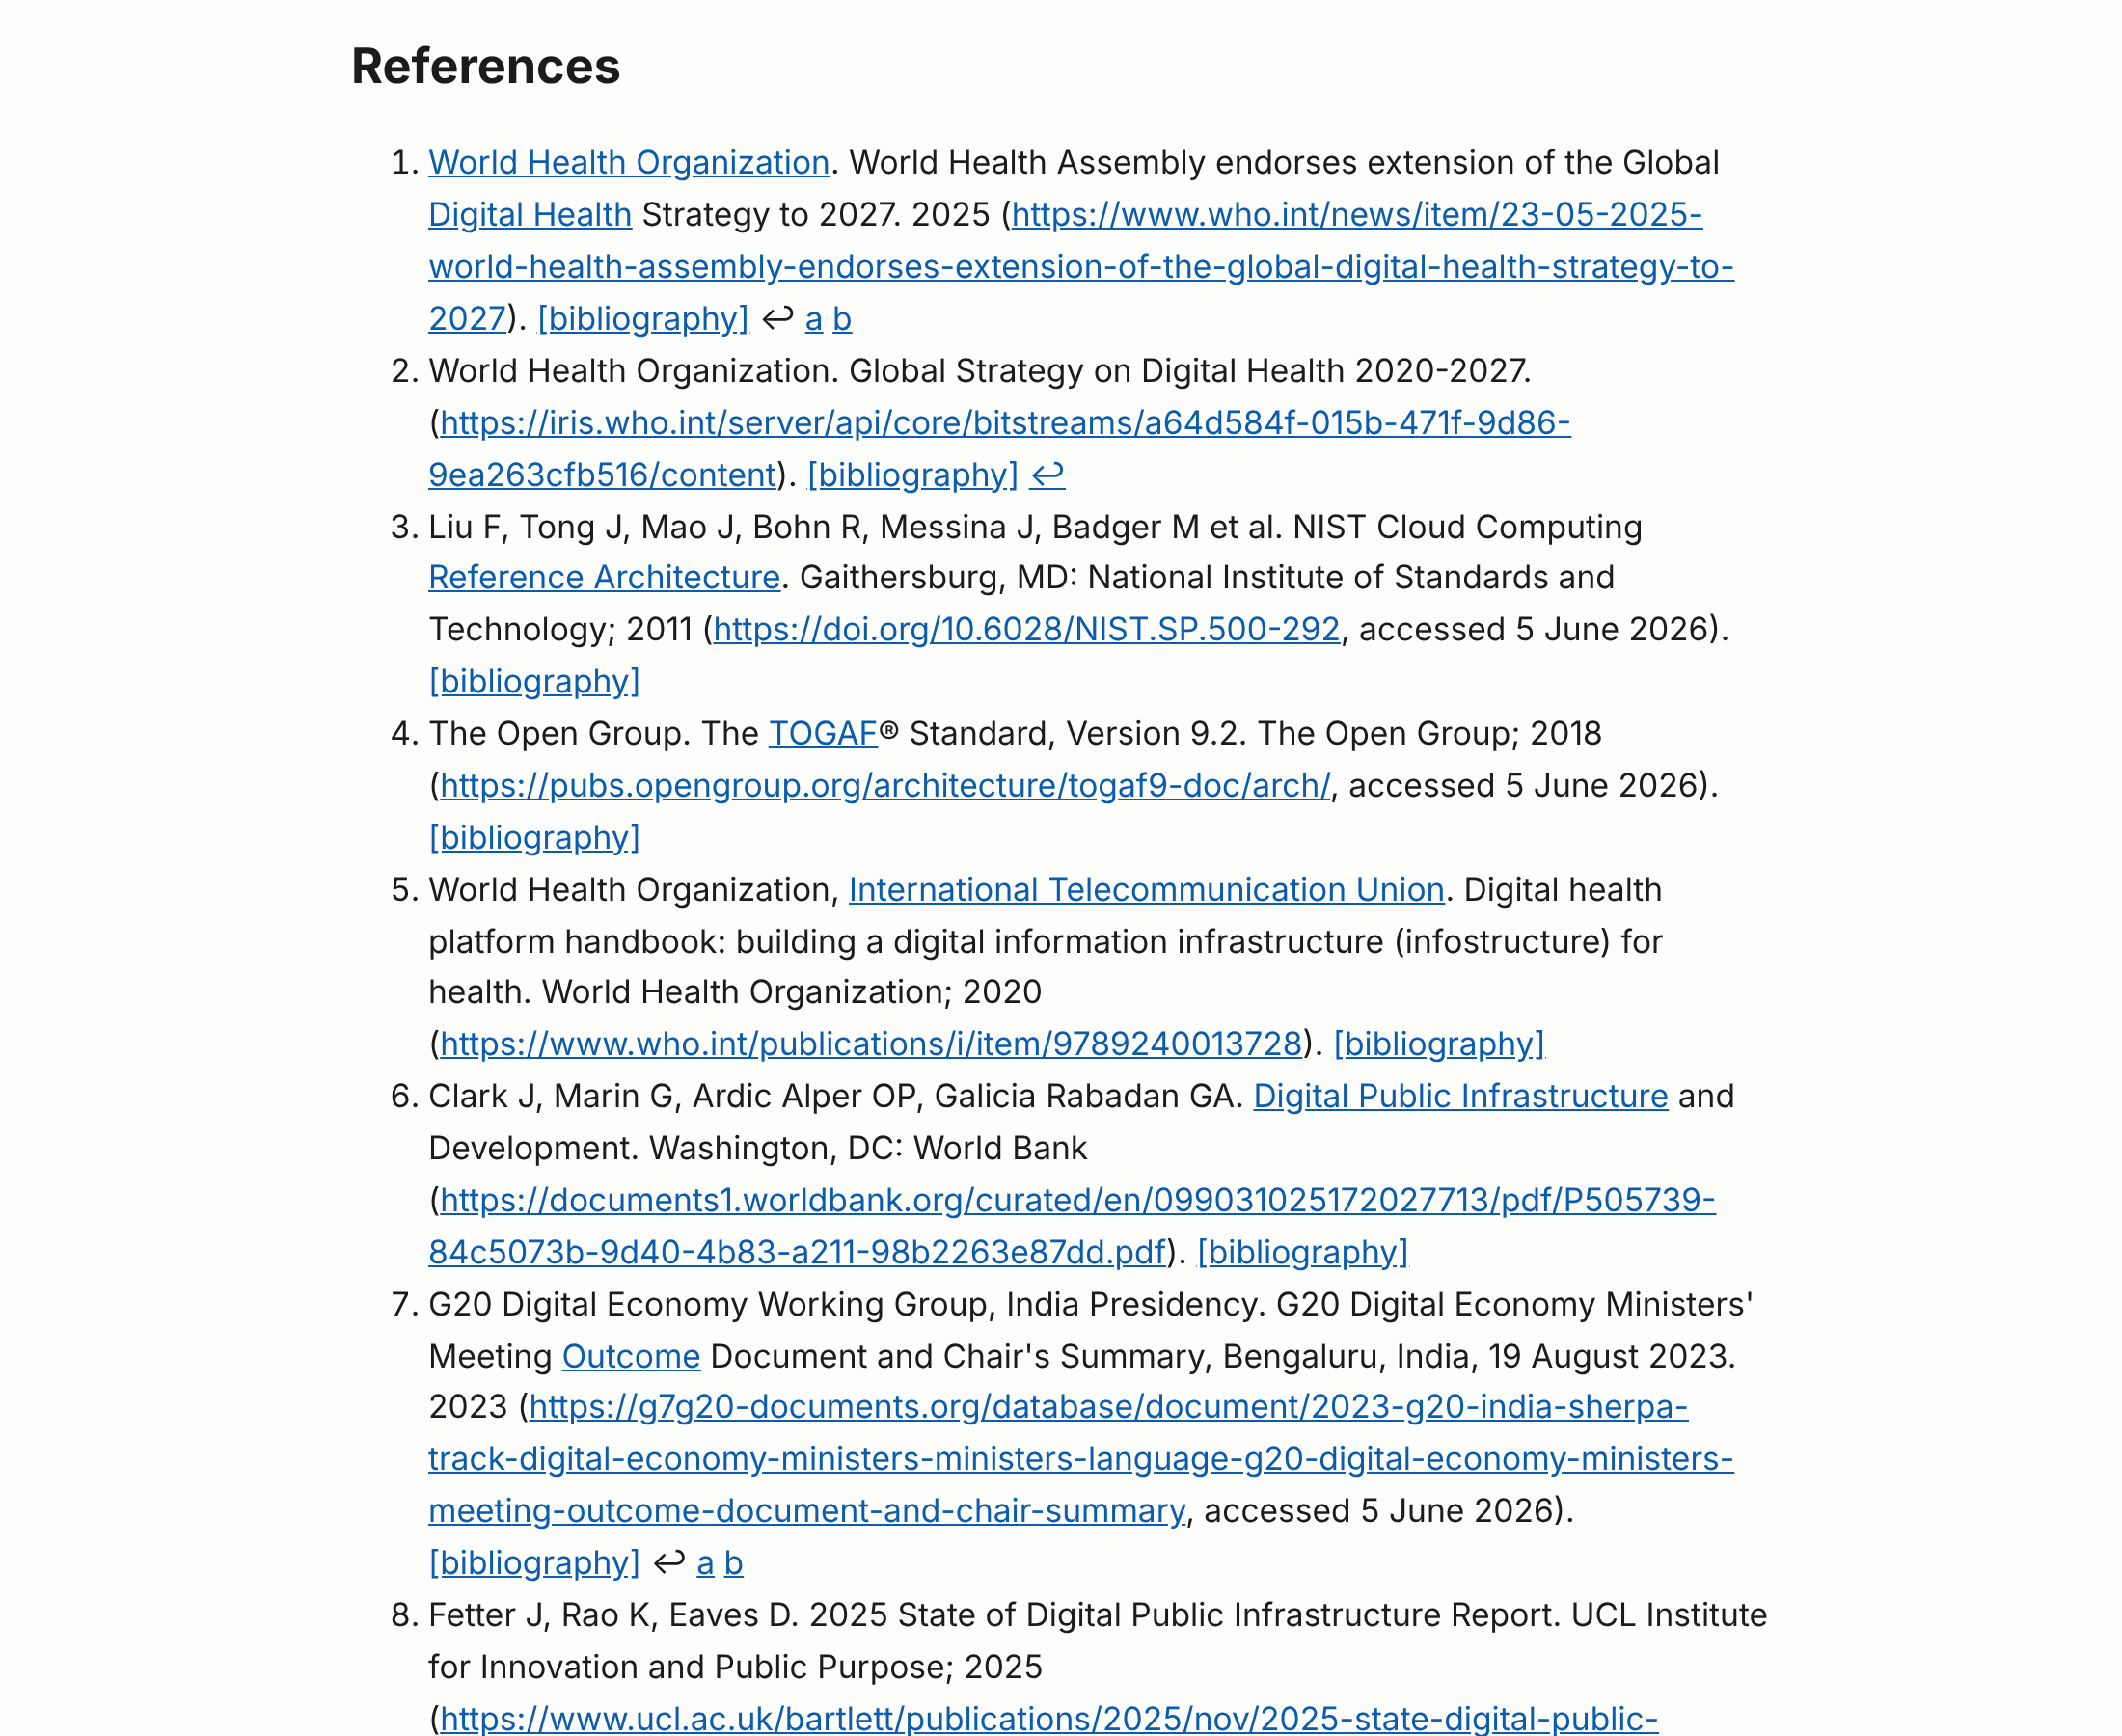 References
1. World Health Organization. World Health Assembly endorses extension of the Global
Digital Health Strategy to 2027. 2025 (https://www.who.int/news/item/23-05-2025-
world-health-assembly-endorses-extension-of-the-global-digital-health-strategy-to-
2027). [bibliography] ↩ a b
2. World Health Organization. Global Strategy on Digital Health 2020-2027.
(https://iris.who.int/server/api/core/bitstreams/a64d584f-015b-471f-9d86-
9ea263cfb516/content). [bibliography] ↩
3. Liu F, Tong J, Mao J, Bohn R, Messina J, Badger M et al. NIST Cloud Computing
Reference Architecture. Gaithersburg, MD: National Institute of Standards and
Technology; 2011 (https://doi.org/10.6028/NIST.SP.500-292, accessed 5 June 2026).
[bibliography]
4. The Open Group. The TOGAF® Standard, Version 9.2. The Open Group; 2018
(https://pubs.opengroup.org/architecture/togaf9-doc/arch/, accessed 5 June 2026).
[bibliography]
5. World Health Organization, International Telecommunication Union. Digital health
platform handbook: building a digital information infrastructure (infostructure) for
health. World Health Organization; 2020
(https://www.who.int/publications/i/item/9789240013728). [bibliography]
6. Clark J, Marin G, Ardic Alper OP, Galicia Rabadan GA. Digital Public Infrastructure and
Development. Washington, DC: World Bank
(https://documents1.worldbank.org/curated/en/099031025172027713/pdf/P505739-
84c5073b-9d40-4b83-a211-98b2263e87dd.pdf). [bibliography]
7. G20 Digital Economy Working Group, India Presidency. G20 Digital Economy Ministers'
Meeting Outcome Document and Chair's Summary, Bengaluru, India, 19 August 2023.
2023 (https://g7g20-documents.org/database/document/2023-g20-india-sherpa-
track-digital-economy-ministers-ministers-language-g20-digital-economy-ministers-
meeting-outcome-document-and-chair-summary, accessed 5 June 2026).
[bibliography] ↩ a b
8. Fetter J, Rao K, Eaves D. 2025 State of Digital Public Infrastructure Report. UCL Institute
for Innovation and Public Purpose; 2025
(https://www.ucl.ac.uk/bartlett/publications/2025/nov/2025-state-digital-public-